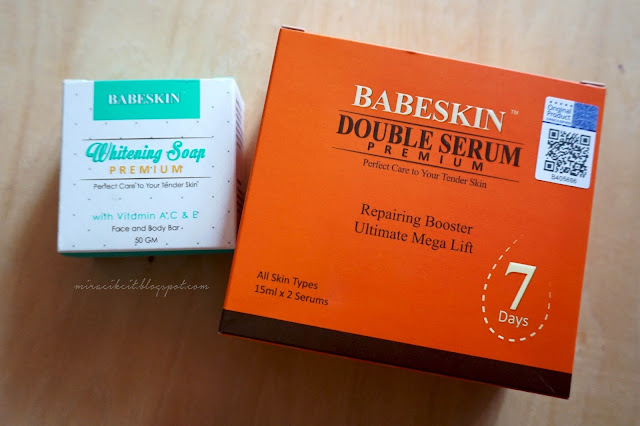 BABESKIN
Whitening Soap
PREMIUM
Perfect Care to Your Tender Skin
with Vitamin A, C & E
Face and Body Bar
50 GM
miracikcit.blogspot.com
BABESKIN™
DOUBLE SERUM
PREMIUM
Perfect Care to Your Tender Skin
Repairing Booster
Ultimate Mega Lift
All Skin Types
15ml x 2 Serums
7
Days
Original
Product
B405686